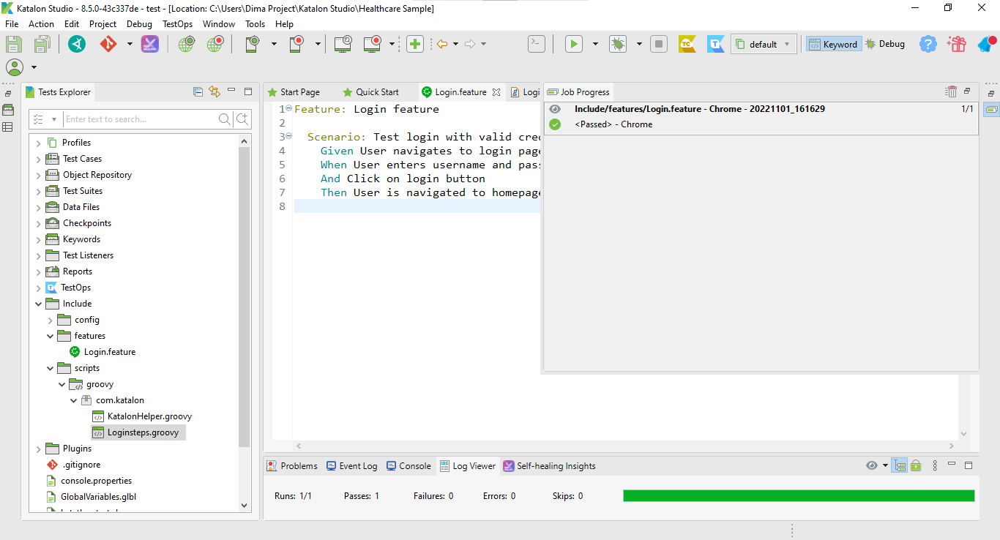 Katalon Studio - 8.5.0-43c337de - test - [Location: C:\Users\Dima Project\Katalon Studio\Healthcare Sample]
File Action Edit Project Debug TestOps Window Tools Help
default
Keyword
Debug
Tests Explorer
Enter text to search...
Profiles
Test Cases
Object Repository
Test Suites
Data Files
Checkpoints
Keywords
Test Listeners
Reports
TestOps
Include
config
features
Login.feature
scripts
groovy
com.katalon
KatalonHelper.groovy
Loginsteps.groovy
Plugins
.gitignore
console.properties
GlobalVariables.glbl
Start Page Quick Start Login.feature Logi
1 Feature: Login feature
2
3 Scenario: Test login with valid cred
4 Given User navigates to login page
5 When User enters username and pass
6 And Click on login button
7 Then User is navigated to homepage
8
Job Progress
Include/features/Login.feature - Chrome - 20221101_161629 1/1
<Passed> - Chrome
Problems Event Log Console Log Viewer Self-healing Insights
Runs: 1/1 Passes: 1 Failures: 0 Errors: 0 Skips: 0